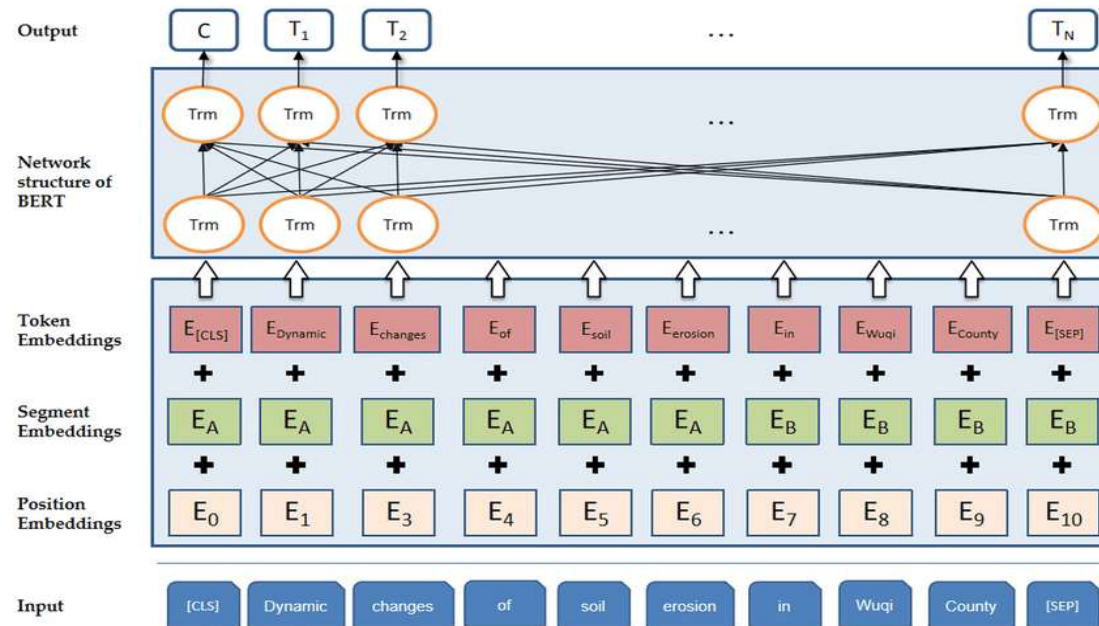 Output C T1 T2 ... TN
Trm Trm Trm ... Trm
Network
structure of
BERT
Trm Trm Trm ... Trm
Token
Embeddings
E[CLS] EDynamic Echanges Eof Esoil Eerosion Ein EWuqi ECounty E[SEP]
+ + + + + + + + + +
Segment
Embeddings
EA EA EA EA EA EA EB EB EB EB
+ + + + + + + + + +
Position
Embeddings
E0 E1 E3 E4 E5 E6 E7 E8 E9 E10
Input [CLS] Dynamic changes of soil erosion in Wuqi County [SEP]